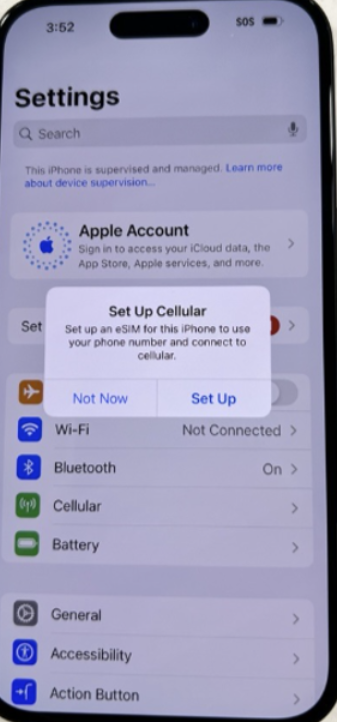 3:52
SOS
Settings
Search
This iPhone is supervised and managed. Learn more
about device supervision...
Apple Account
Sign in to access your iCloud data, the
App Store, Apple services, and more.
Set
Set Up Cellular
Set up an eSIM for this iPhone to use
your phone number and connect to
cellular.
Not Now
Set Up
Wi-Fi
Not Connected
Bluetooth
On
Cellular
Battery
General
Accessibility
Action Button